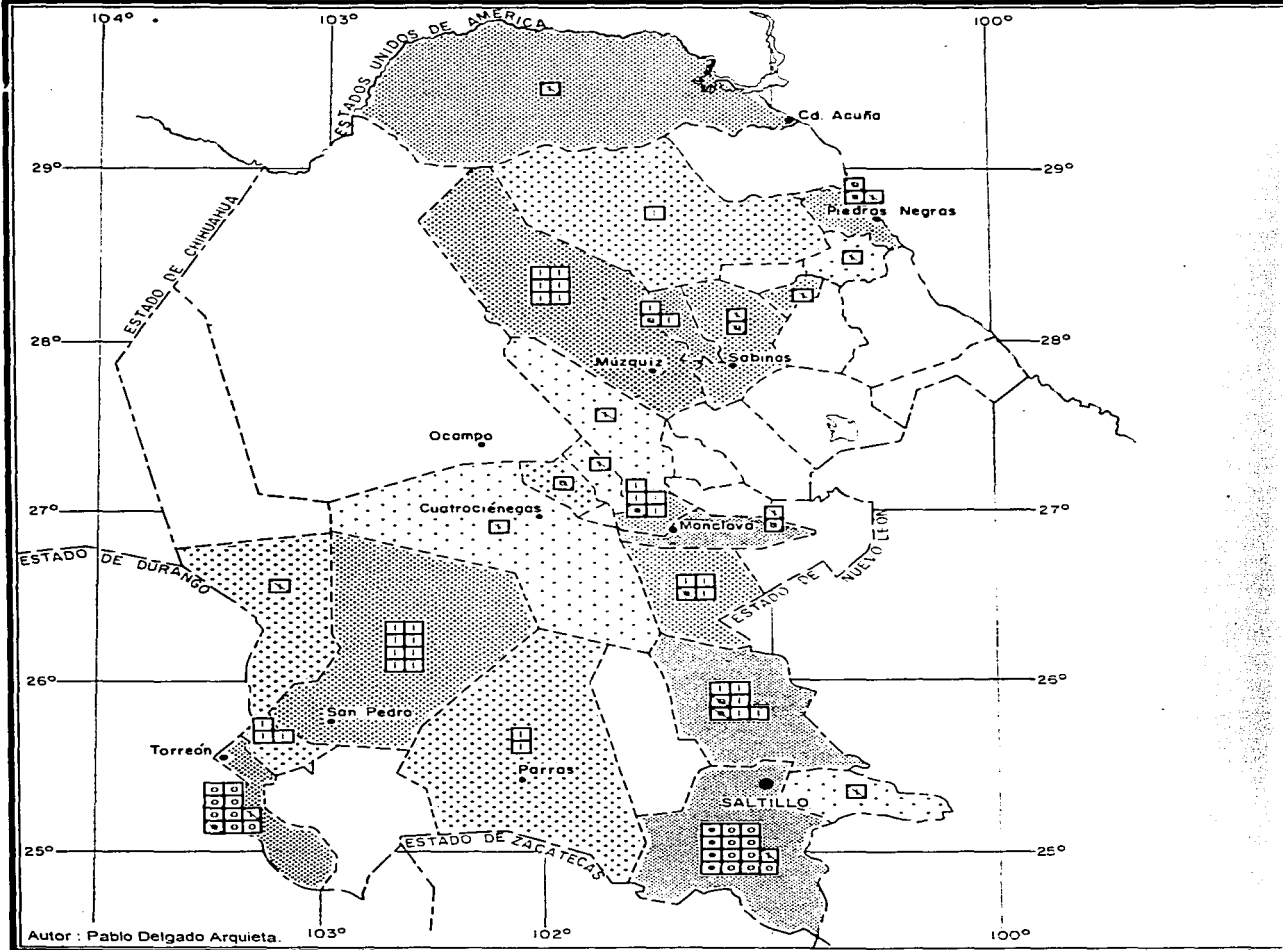 104°
103°
100°
ESTADOS UNIDOS DE AMERICA
Cd. Acuña
29°
29°
Piedras Negras
ESTADO DE CHIHUAHUA
28°
28°
Múzquiz
Sabinas
Ocampo
27°
Cuatrociénegas
Monclova
27°
ESTADO DE DURANGO
ESTADO DE NUEVO LEON
26°
26°
San Pedro
Torreón
Parras
SALTILLO
25°
ESTADO DE ZACATECAS
25°
103°
102°
100°
Autor : Pablo Delgado Arquieta.